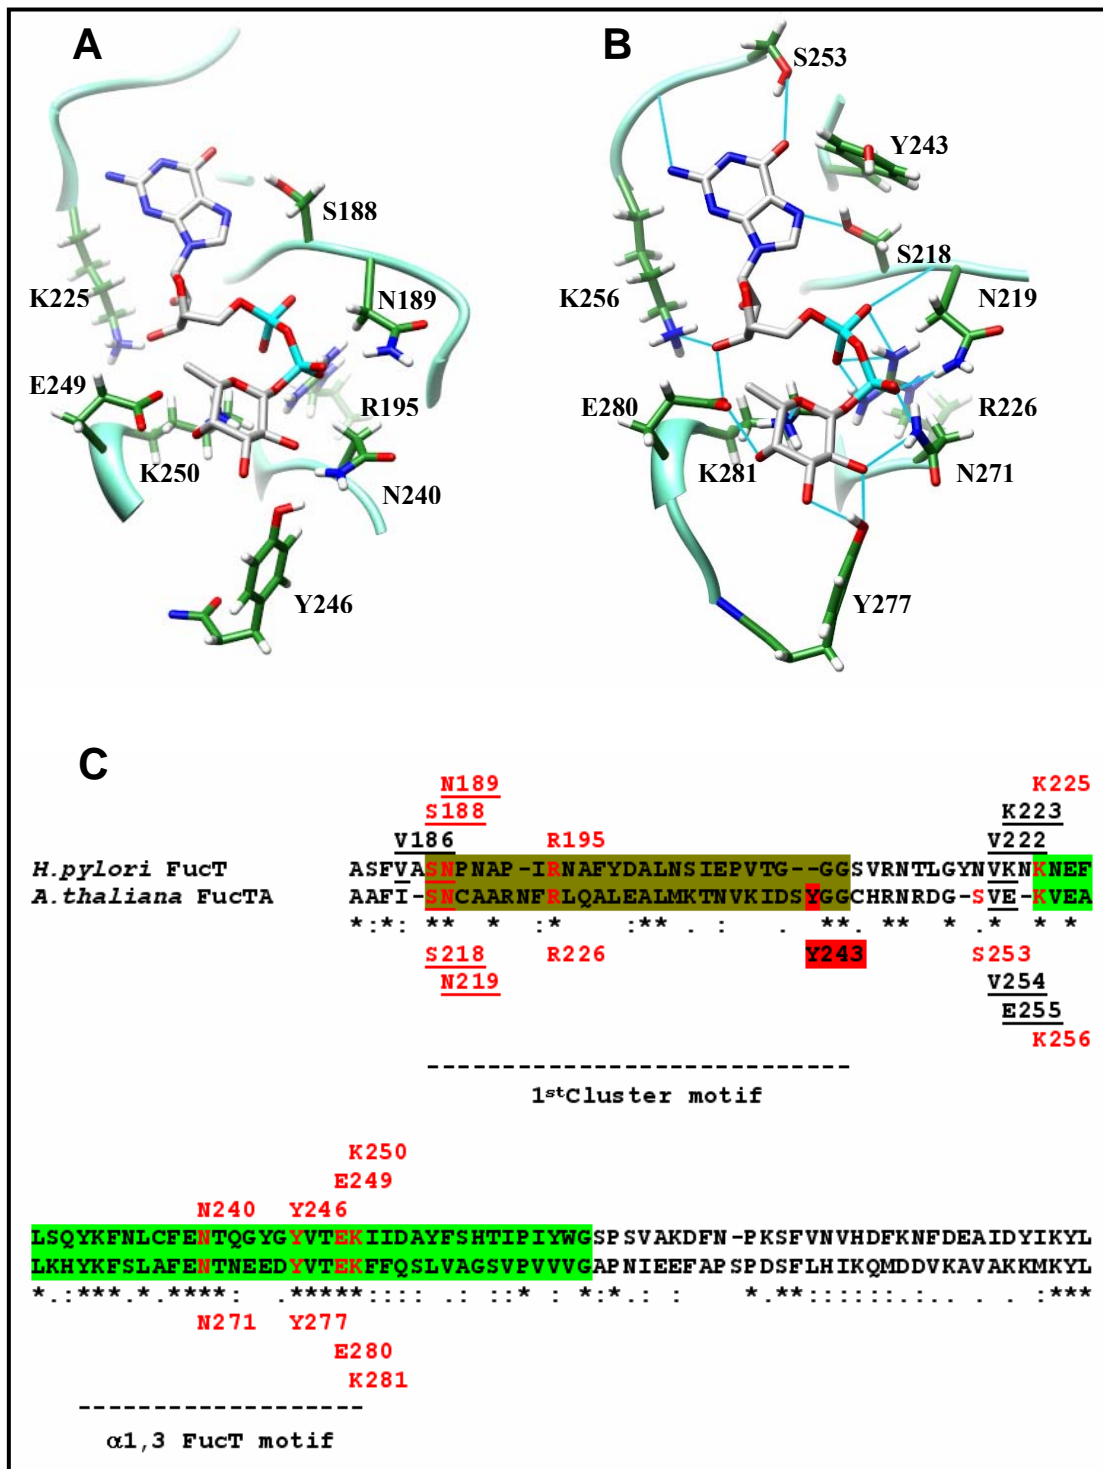 A
B
S253
Y243
S188
S218
K225
N189
K256
N219
E249
R195
E280
R226
K250
N240
K281
N271
Y246
Y277
C
N189 K225
S188 K223
V186 R195 V222
H.pylori FucT ASFVASNPNAP-IRNAFYDALNSIEPVTG--GGSVRNTLGYNVKNKNEF
A.thaliana FucTA AAFI-SNCAARNFRLQALEALMKTNVKIDSYGGCHRNRDG-SVE-KVEA
*:*: ** * :* :** . : . ** ** * .* * *
S218 R226 Y243 S253
N219 V254
E255
K256
----------------------------
1stCluster motif
K250
E249
N240 Y246
LSQYKFNLCFENTQGYGYVTEKIIDAYFSHTIPIYWGSPSVAKDFN-PKSFVNVHDFKNFDEAIDYIKYL
LKHYKFSLAFENTNEEDYVTEKFFQSLVAGSVPVVVGAPNIEEFAPSPDSFLHIKQMDDVKAVAKKMKYL
*.:***.*.****: .*****:::: .: ::* : *:*.: : *.**::::::.: . . :***
N271 Y277
E280
K281
-------------------
α1,3 FucT motif